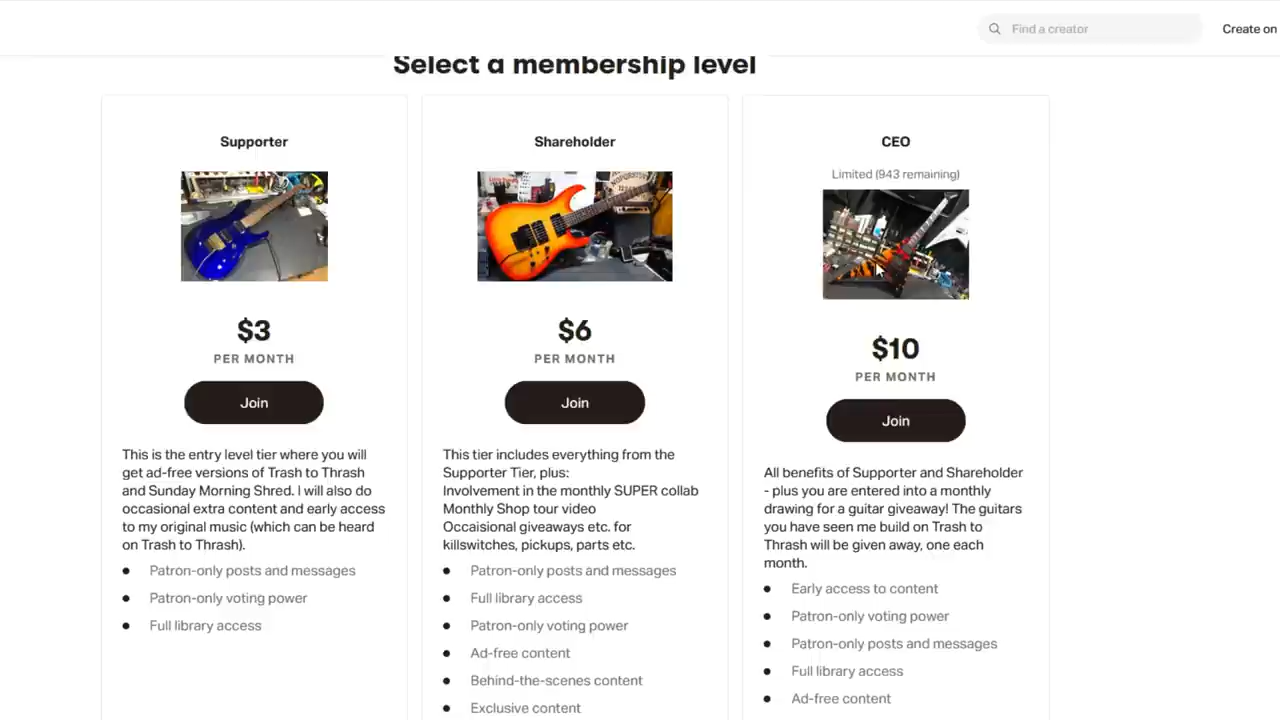 Find a creator
Create on
Select a membership level
Supporter
$3
PER MONTH
Join
This is the entry level tier where you will
get ad-free versions of Trash to Thrash
and Sunday Morning Shred. I will also do
occasional extra content and early access
to my original music (which can be heard
on Trash to Thrash).
Patron-only posts and messages
Patron-only voting power
Full library access
Shareholder
$6
PER MONTH
Join
This tier includes everything from the
Supporter Tier, plus:
Involvement in the monthly SUPER collab
Monthly Shop tour video
Occaisional giveaways etc. for
killswitches, pickups, parts etc.
Patron-only posts and messages
Full library access
Patron-only voting power
Ad-free content
Behind-the-scenes content
Exclusive content
CEO
Limited (943 remaining)
$10
PER MONTH
Join
All benefits of Supporter and Shareholder
- plus you are entered into a monthly
drawing for a guitar giveaway! The guitars
you have seen me build on Trash to
Thrash will be given away, one each
month.
Early access to content
Patron-only voting power
Patron-only posts and messages
Full library access
Ad-free content